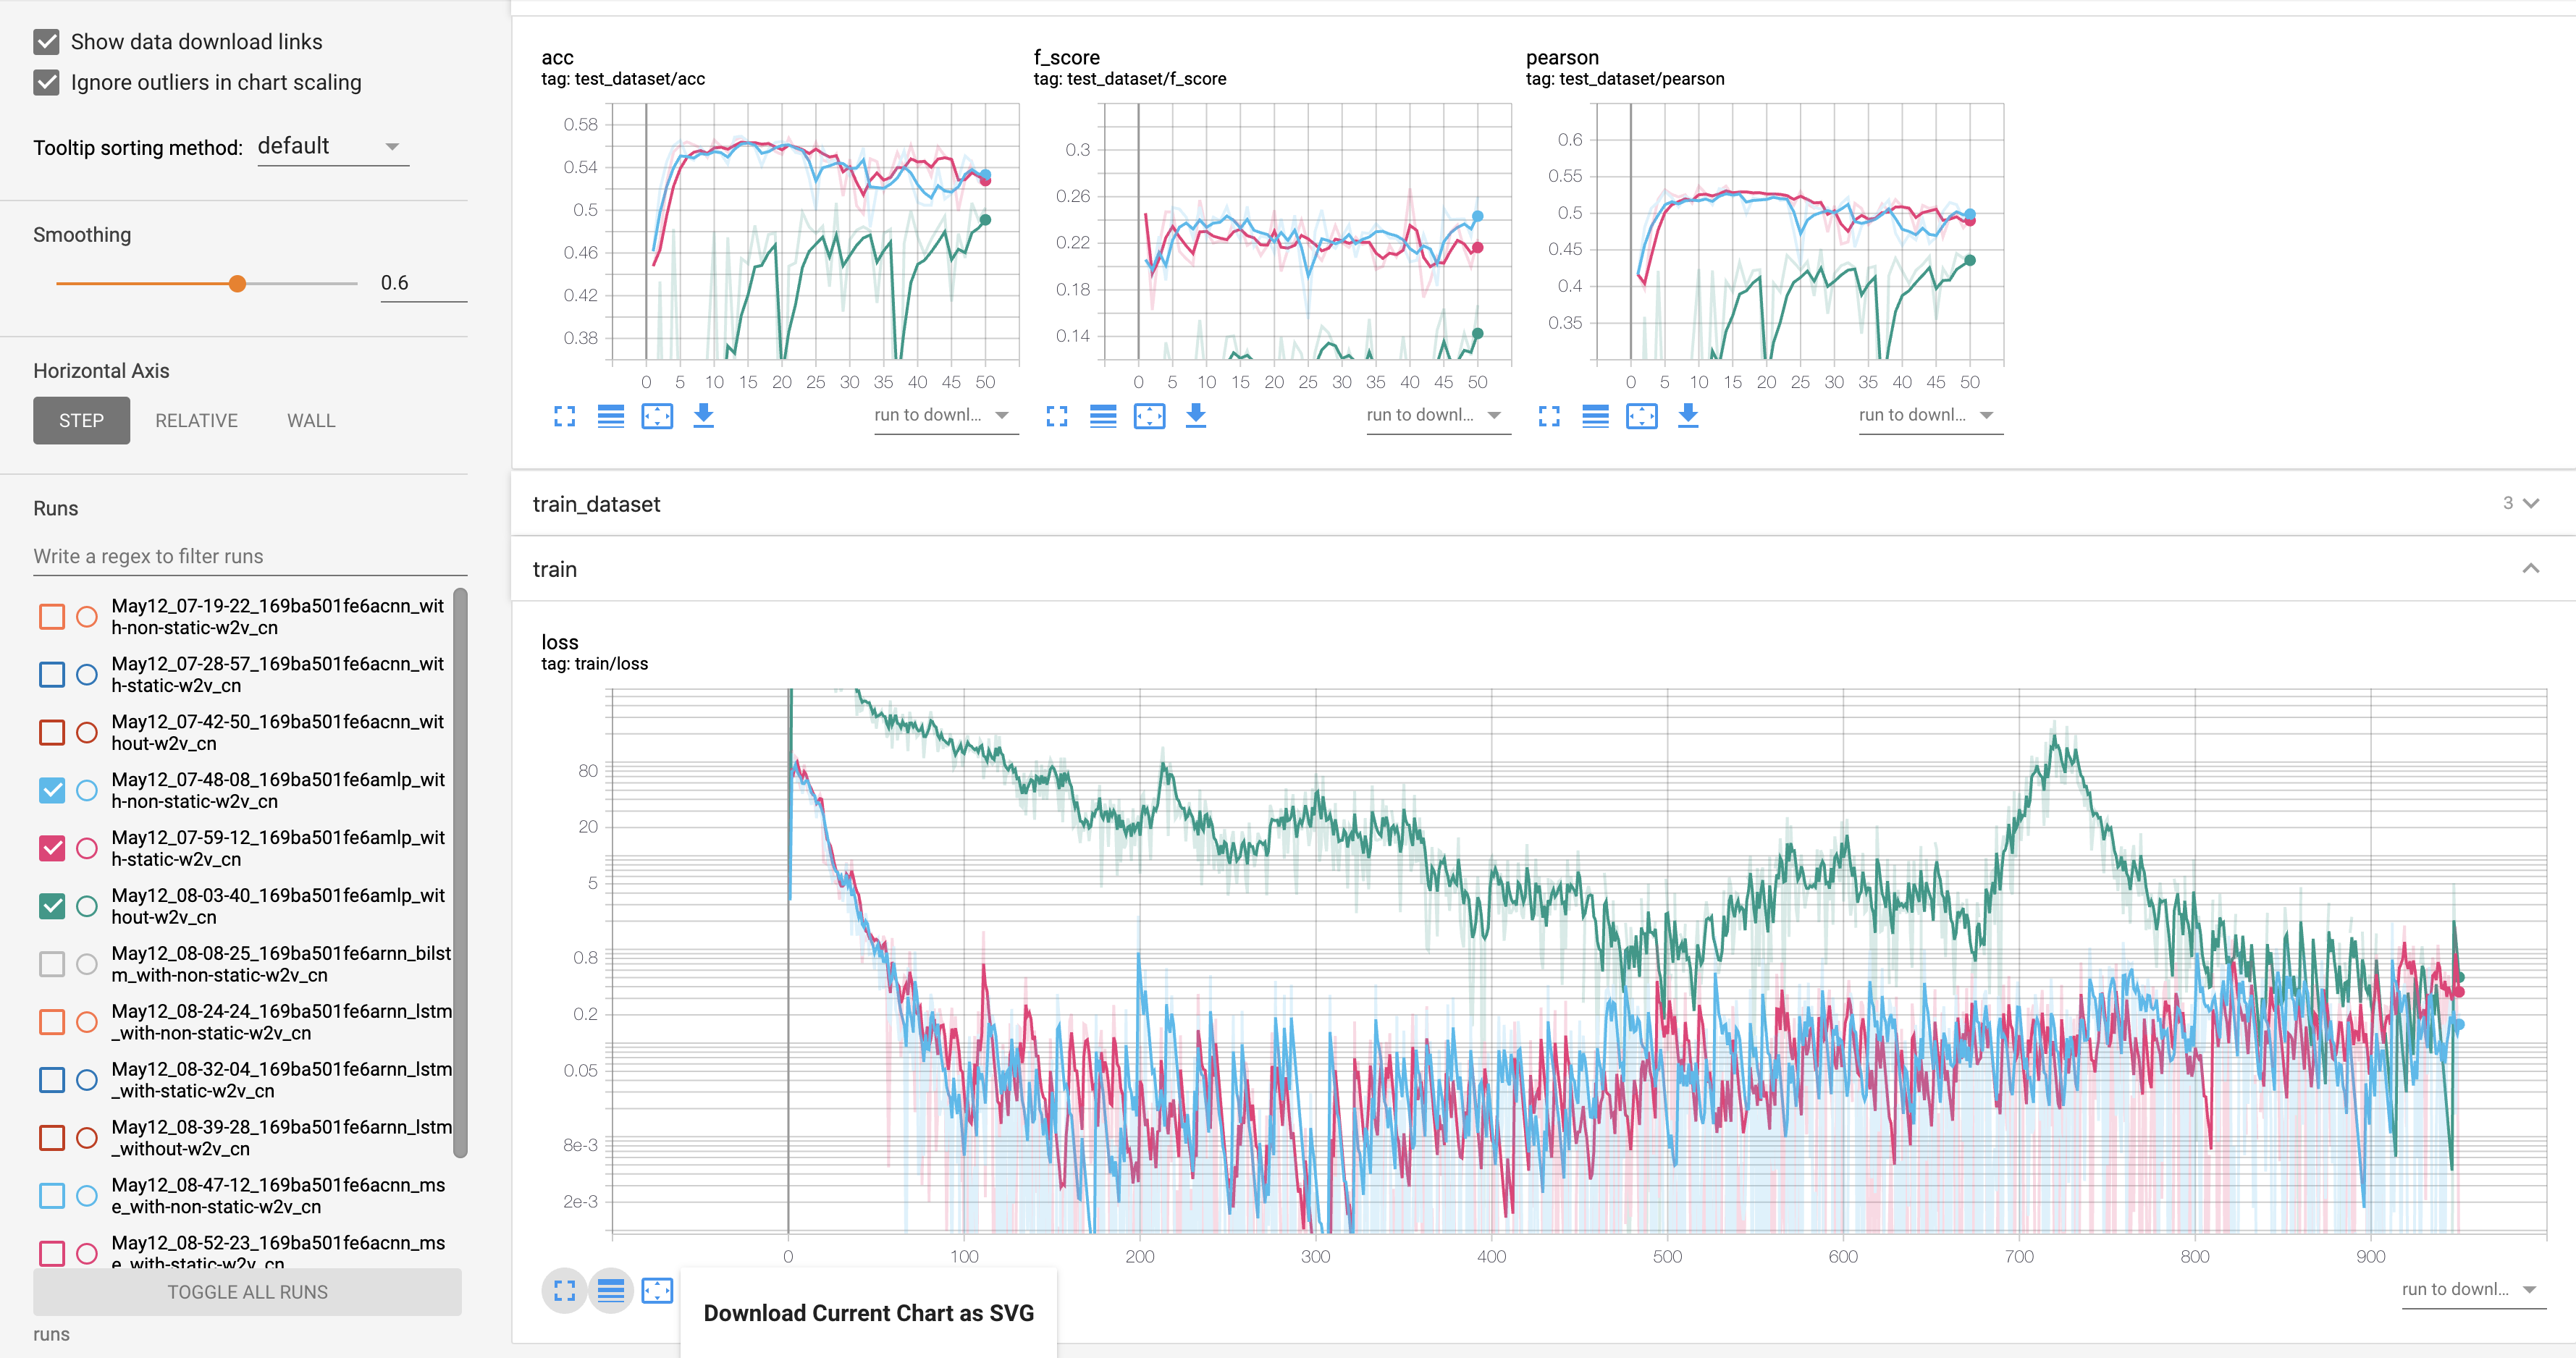 Show data download links
Ignore outliers in chart scaling
Tooltip sorting method: default
Smoothing
0.6
Horizontal Axis
STEP RELATIVE WALL
Runs
Write a regex to filter runs
May12_07-19-22_169ba501fe6acnn_wit
h-non-static-w2v_cn
May12_07-28-57_169ba501fe6acnn_wit
h-static-w2v_cn
May12_07-42-50_169ba501fe6acnn_wit
hout-w2v_cn
May12_07-48-08_169ba501fe6amlp_wit
h-non-static-w2v_cn
May12_07-59-12_169ba501fe6amlp_wit
h-static-w2v_cn
May12_08-03-40_169ba501fe6amlp_wit
hout-w2v_cn
May12_08-08-25_169ba501fe6arnn_bilst
m_with-non-static-w2v_cn
May12_08-24-24_169ba501fe6arnn_lstm
_with-non-static-w2v_cn
May12_08-32-04_169ba501fe6arnn_lstm
_with-static-w2v_cn
May12_08-39-28_169ba501fe6arnn_lstm
_without-w2v_cn
May12_08-47-12_169ba501fe6acnn_ms
e_with-non-static-w2v_cn
May12_08-52-23_169ba501fe6acnn_ms
e_with-static-w2v_cn
TOGGLE ALL RUNS
runs
acc
tag: test_dataset/acc
0.58
0.54
0.5
0.46
0.42
0.38
0 5 10 15 20 25 30 35 40 45 50
run to downl...
f_score
tag: test_dataset/f_score
0.3
0.26
0.22
0.18
0.14
0 5 10 15 20 25 30 35 40 45 50
run to downl...
pearson
tag: test_dataset/pearson
0.6
0.55
0.5
0.45
0.4
0.35
0 5 10 15 20 25 30 35 40 45 50
run to downl...
train_dataset
3
train
loss
tag: train/loss
80
20
5
0.8
0.2
0.05
8e-3
2e-3
0 100 200 300 400 500 600 700 800 900
run to downl...
Download Current Chart as SVG